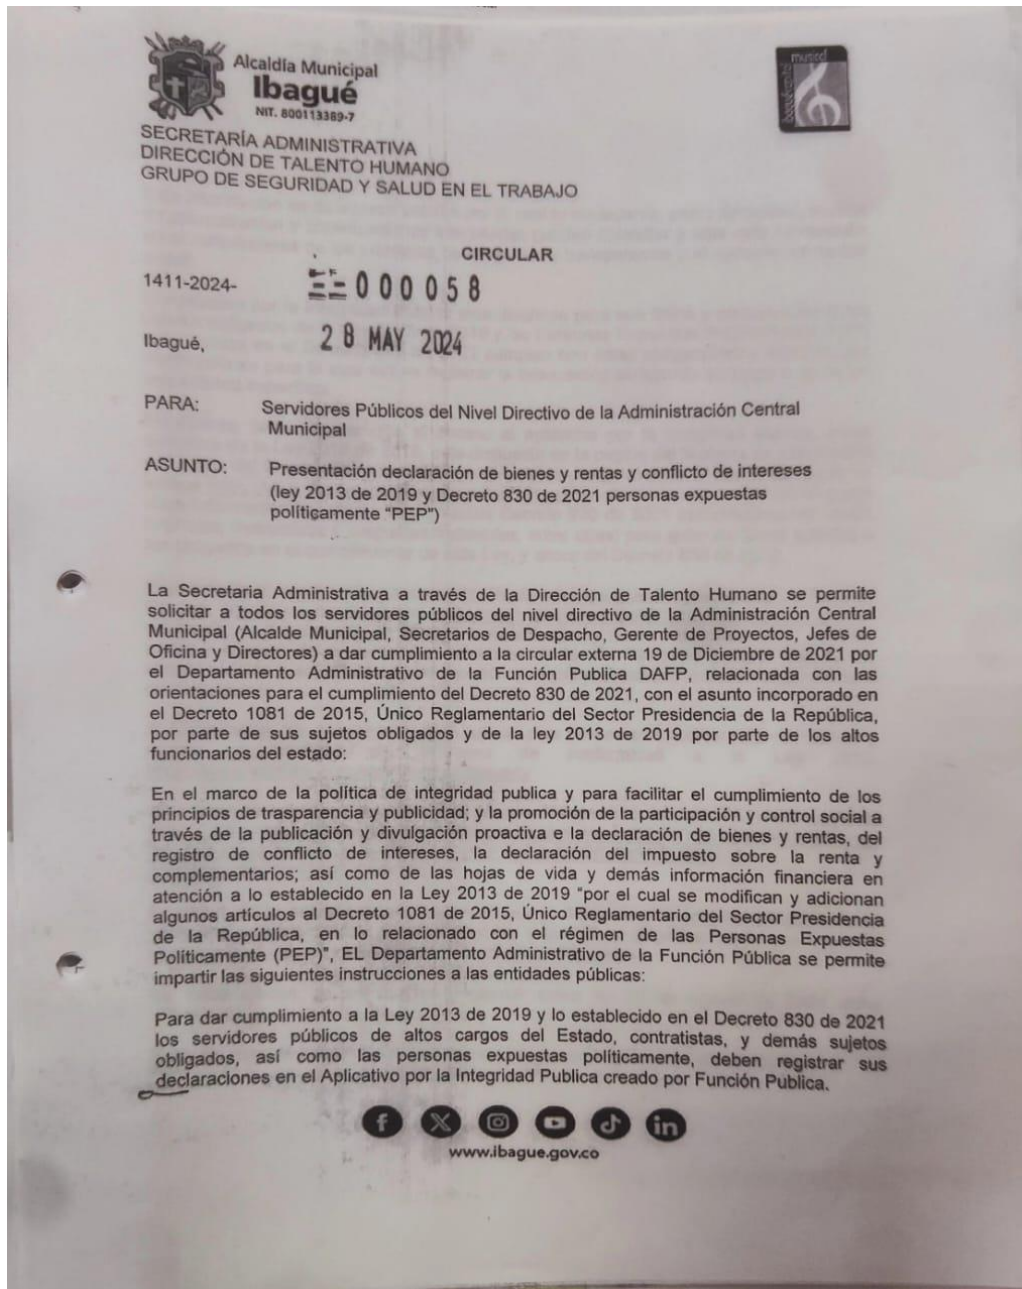 Alcaldía Municipal
Ibagué
NIT. 800113389-7
musical
SECRETARÍA ADMINISTRATIVA
DIRECCIÓN DE TALENTO HUMANO
GRUPO DE SEGURIDAD Y SALUD EN EL TRABAJO
CIRCULAR
1411-2024- 000058
Ibagué, 28 MAY 2024
PARA: Servidores Públicos del Nivel Directivo de la Administración Central
Municipal
ASUNTO: Presentación declaración de bienes y rentas y conflicto de intereses
(ley 2013 de 2019 y Decreto 830 de 2021 personas expuestas
políticamente “PEP”)
La Secretaria Administrativa a través de la Dirección de Talento Humano se permite
solicitar a todos los servidores públicos del nivel directivo de la Administración Central
Municipal (Alcalde Municipal, Secretarios de Despacho, Gerente de Proyectos, Jefes de
Oficina y Directores) a dar cumplimiento a la circular externa 19 de Diciembre de 2021 por
el Departamento Administrativo de la Función Publica DAFP, relacionada con las
orientaciones para el cumplimiento del Decreto 830 de 2021, con el asunto incorporado en
el Decreto 1081 de 2015, Único Reglamentario del Sector Presidencia de la República,
por parte de sus sujetos obligados y de la ley 2013 de 2019 por parte de los altos
funcionarios del estado:
En el marco de la política de integridad publica y para facilitar el cumplimiento de los
principios de trasparencia y publicidad; y la promoción de la participación y control social a
través de la publicación y divulgación proactiva e la declaración de bienes y rentas, del
registro de conflicto de intereses, la declaración del impuesto sobre la renta y
complementarios; así como de las hojas de vida y demás información financiera en
atención a lo establecido en la Ley 2013 de 2019 “por el cual se modifican y adicionan
algunos artículos al Decreto 1081 de 2015, Único Reglamentario del Sector Presidencia
de la República, en lo relacionado con el régimen de las Personas Expuestas
Políticamente (PEP)”, EL Departamento Administrativo de la Función Pública se permite
impartir las siguientes instrucciones a las entidades públicas:
Para dar cumplimiento a la Ley 2013 de 2019 y lo establecido en el Decreto 830 de 2021
los servidores públicos de altos cargos del Estado, contratistas, y demás sujetos
obligados, así como las personas expuestas políticamente, deben registrar sus
declaraciones en el Aplicativo por la Integridad Publica creado por Función Publica.
www.ibague.gov.co